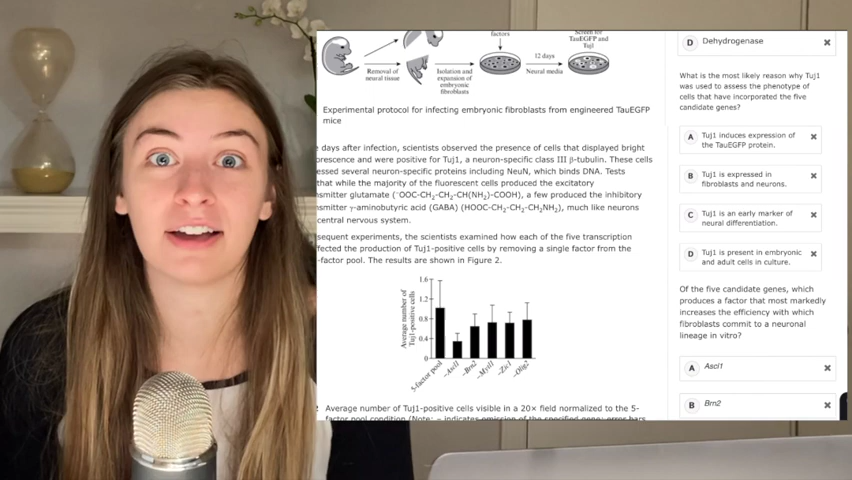 factors
Screen for
TauEGFP and
Tuj1
12 days
Removal of
neural tissue
Isolation and
expansion of
embryonic
fibroblasts
Neural media
Experimental protocol for infecting embryonic fibroblasts from engineered TauEGFP
mice
days after infection, scientists observed the presence of cells that displayed bright
orescence and were positive for Tuj1, a neuron-specific class III β-tubulin. These cells
essed several neuron-specific proteins including NeuN, which binds DNA. Tests
that while the majority of the fluorescent cells produced the excitatory
nsmitter glutamate (⁻OOC-CH₂-CH₂-CH(NH₂)-COOH), a few produced the inhibitory
nsmitter γ-aminobutyric acid (GABA) (HOOC-CH₂-CH₂-CH₂NH₂), much like neurons
central nervous system.
sequent experiments, the scientists examined how each of the five transcription
ffected the production of Tuj1-positive cells by removing a single factor from the
-factor pool. The results are shown in Figure 2.
Average number of
Tuj1-positive cells
1.6
1.2
0.8
0.4
0
5-factor pool
−Ascl1
−Brn2
−Myt1l
−Zic1
−Olig2
Average number of Tuj1-positive cells visible in a 20× field normalized to the 5-
factor pool condition (Note: − indicates omission of the specified gene; error bars
D Dehydrogenase ✖
What is the most likely reason why Tuj1
was used to assess the phenotype of
cells that have incorporated the five
candidate genes?
A Tuj1 induces expression of ✖
the TauEGFP protein.
B Tuj1 is expressed in ✖
fibroblasts and neurons.
C Tuj1 is an early marker of ✖
neural differentiation.
D Tuj1 is present in embryonic ✖
and adult cells in culture.
Of the five candidate genes, which
produces a factor that most markedly
increases the efficiency with which
fibroblasts commit to a neuronal
lineage in vitro?
A Ascl1 ✖
B Brn2 ✖